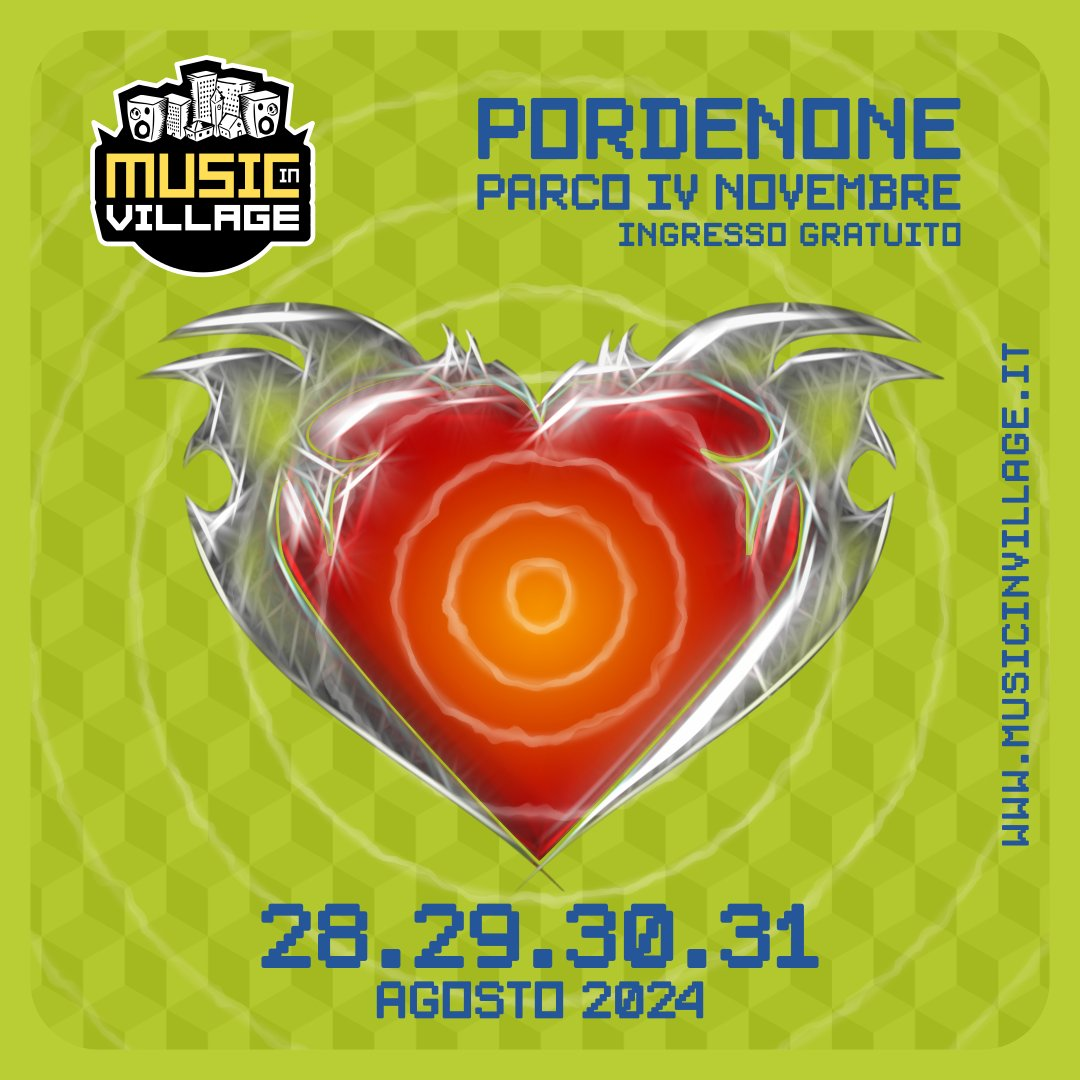 MUSIC IN
VILLAGE
PORDENONE
PARCO IV NOVEMBRE
INGRESSO GRATUITO
WWW.MUSICINVILLAGE.IT
28.29.30.31
AGOSTO 2024